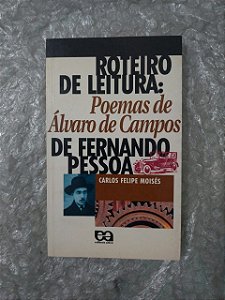 ROTEIRO
DE LEITURA:
Poemas de
Álvaro de Campos
DE FERNANDO
PESSOA
CARLOS FELIPE MOISÉS